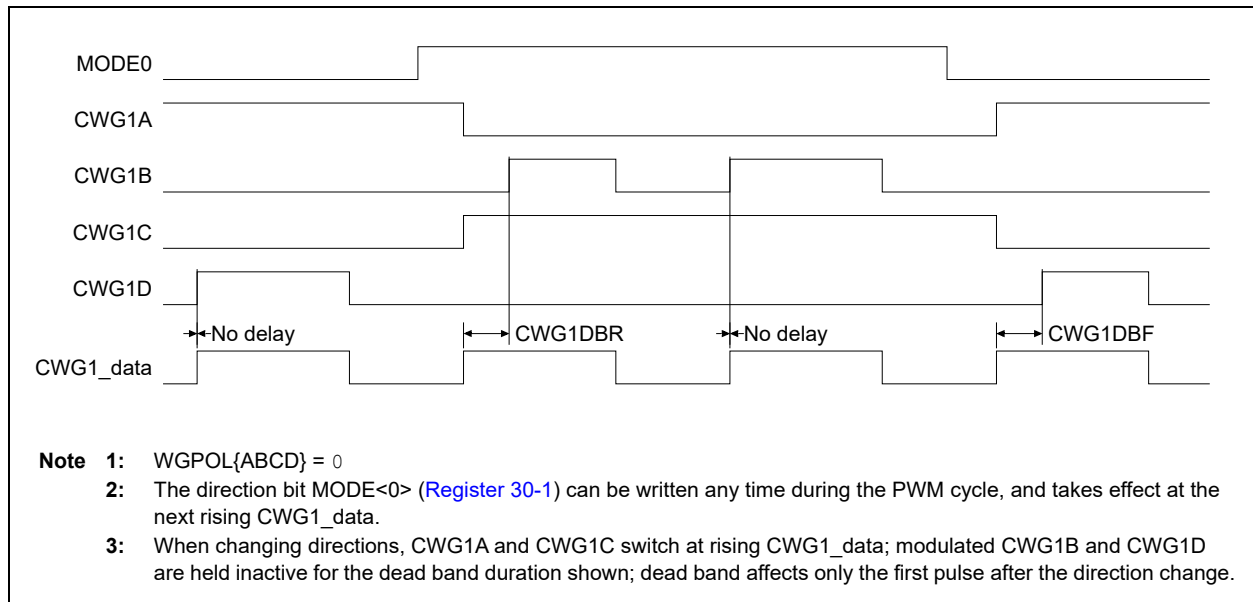 MODE0
CWG1A
CWG1B
CWG1C
CWG1D
No delay CWG1DBR No delay CWG1DBF
CWG1_data
Note 1: WGPOL{ABCD} = 0
2: The direction bit MODE<0> (Register 30-1) can be written any time during the PWM cycle, and takes effect at the
next rising CWG1_data.
3: When changing directions, CWG1A and CWG1C switch at rising CWG1_data; modulated CWG1B and CWG1D
are held inactive for the dead band duration shown; dead band affects only the first pulse after the direction change.